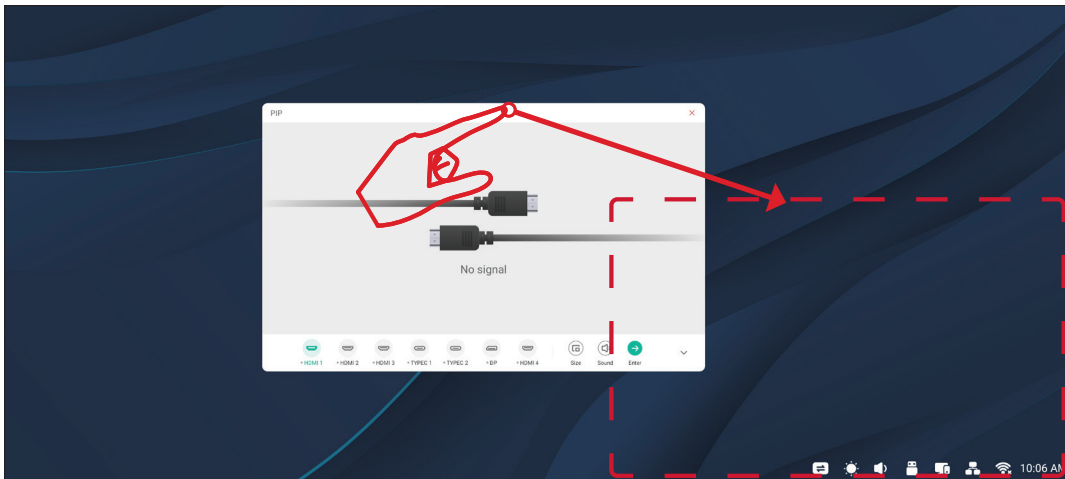 PIP
No signal
HDMI 1 HDMI 2 HDMI 3 TYPEC 1 TYPEC 2 DP HDMI 4 Size Sound Enter
10:06 AM